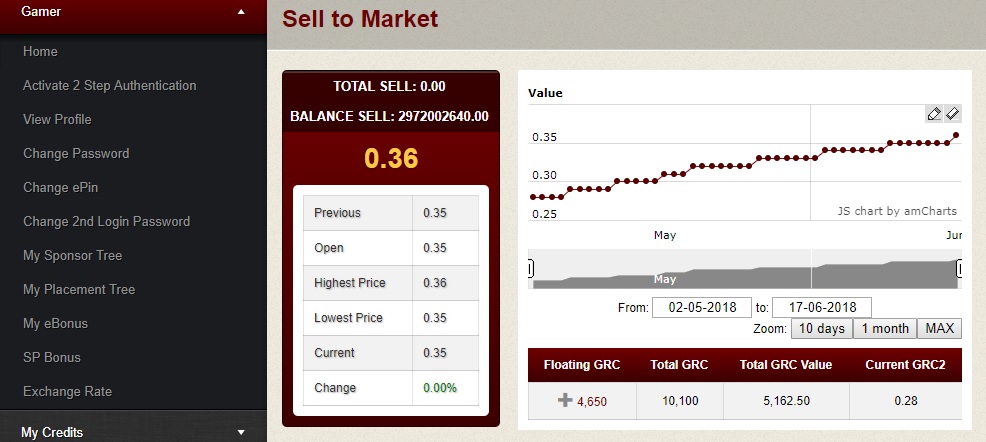 Gamer
Home
Activate 2 Step Authentication
View Profile
Change Password
Change ePin
Change 2nd Login Password
My Sponsor Tree
My Placement Tree
My eBonus
SP Bonus
Exchange Rate
My Credits
Sell to Market
TOTAL SELL: 0.00
BALANCE SELL: 2972002640.00
0.36
Previous 0.35
Open 0.35
Highest Price 0.36
Lowest Price 0.35
Current 0.35
Change 0.00%
Value
0.35
0.30
0.25
JS chart by amCharts
May Jun
May
From: 02-05-2018 to: 17-06-2018
Zoom: 10 days 1 month MAX
Floating GRC Total GRC Total GRC Value Current GRC2
4,650 10,100 5,162.50 0.28